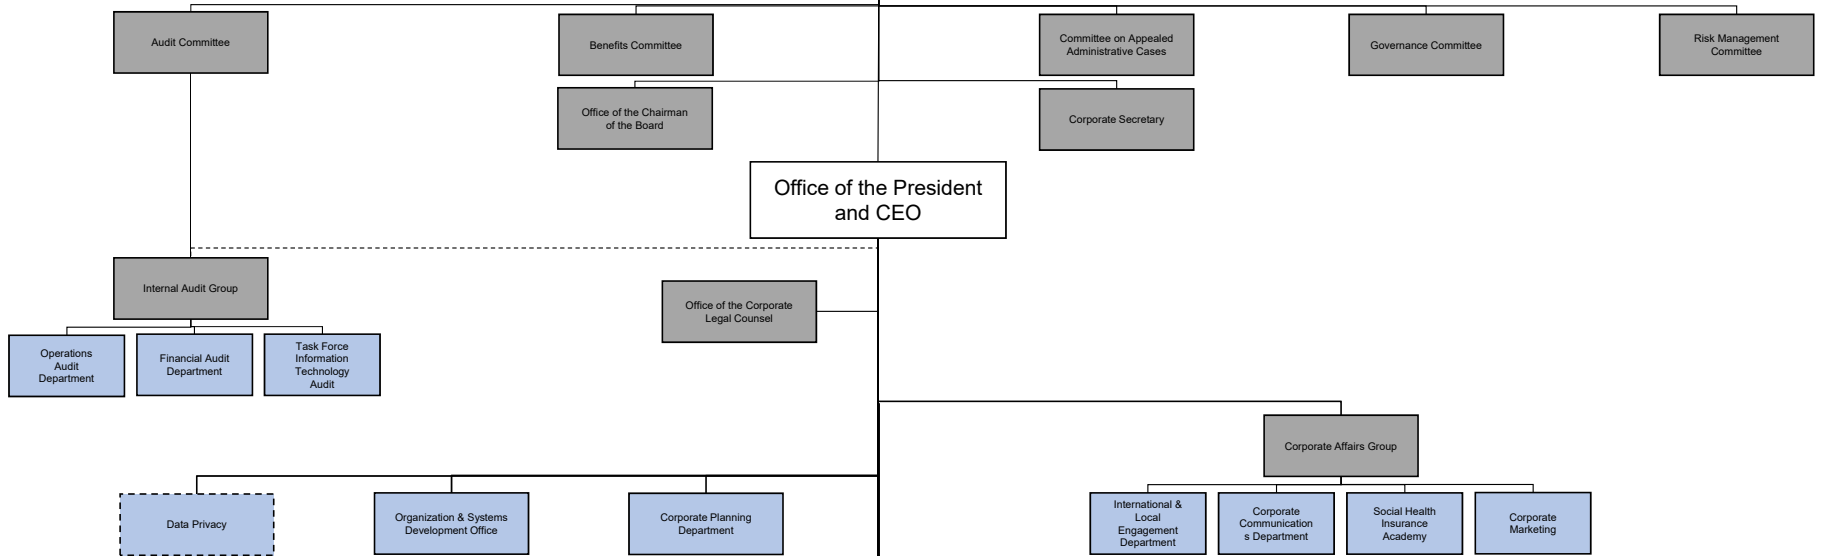 Audit Committee
Benefits Committee
Committee on Appealed
Administrative Cases
Governance Committee
Risk Management
Committee
Office of the Chairman
of the Board
Corporate Secretary
Office of the President
and CEO
Internal Audit Group
Office of the Corporate
Legal Counsel
Operations
Audit
Department
Financial Audit
Department
Task Force
Information
Technology
Audit
Corporate Affairs Group
Data Privacy
Organization & Systems
Development Office
Corporate Planning
Department
International &
Local
Engagement
Department
Corporate
Communication
s Department
Social Health
Insurance
Academy
Corporate
Marketing